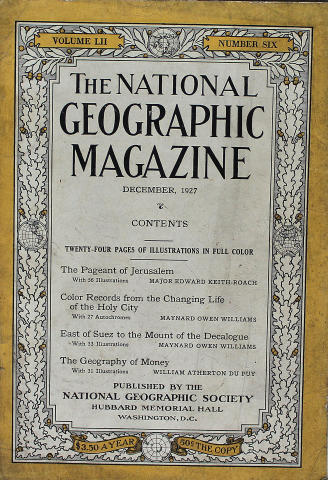 VOLUME LII NUMBER SIX
THE NATIONAL
GEOGRAPHIC
MAGAZINE
DECEMBER, 1927
CONTENTS
TWENTY-FOUR PAGES OF ILLUSTRATIONS IN FULL COLOR
The Pageant of Jerusalem
With 56 Illustrations MAJOR EDWARD KEITH-ROACH
Color Records from the Changing Life
of the Holy City
With 27 Autochromes MAYNARD OWEN WILLIAMS
East of Suez to the Mount of the Decalogue
With 33 Illustrations MAYNARD OWEN WILLIAMS
The Geography of Money
With 31 Illustrations WILLIAM ATHERTON DU PUY
PUBLISHED BY THE
NATIONAL GEOGRAPHIC SOCIETY
HUBBARD MEMORIAL HALL
WASHINGTON, D.C.
$3.50 A YEAR 50¢ THE COPY